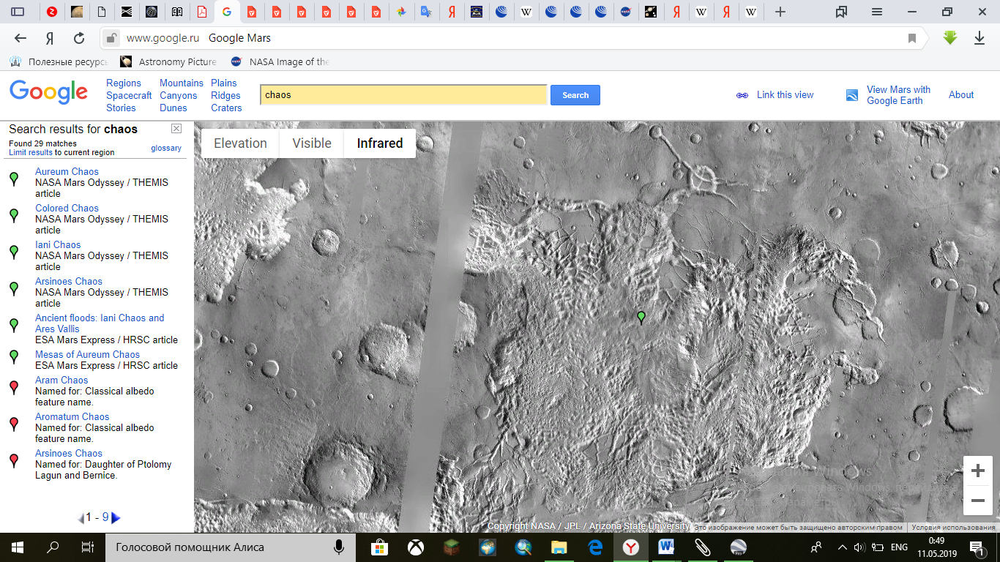 www.google.ru Google Mars
Полезные ресурс
Astronomy Picture
NASA Image of the
Google
Regions Mountains Plains
Spacecraft Canyons Ridges
Stories Dunes Craters
chaos
Search
Link this view
View Mars with
Google Earth
About
Search results for chaos
Found 29 matches
Limit results to current region
glossary
Aureum Chaos
NASA Mars Odyssey / THEMIS
article
Colored Chaos
NASA Mars Odyssey / THEMIS
article
Iani Chaos
NASA Mars Odyssey / THEMIS
article
Arsinoes Chaos
NASA Mars Odyssey / THEMIS
article
Ancient floods: Iani Chaos and
Ares Vallis
ESA Mars Express / HRSC article
Mesas of Aureum Chaos
ESA Mars Express / HRSC article
Aram Chaos
Named for: Classical albedo
feature name.
Aromatum Chaos
Named for: Classical albedo
feature name.
Arsinoes Chaos
Named for: Daughter of Ptolomy
Lagun and Bernice.
1 - 9
Elevation Visible Infrared
Windows
Windows,
Copyright NASA / JPL / Arizona State University
Это изображение может быть защищено авторским правом
Условия использования
Голосовой помощник Алиса
ENG
0:49
11.05.2019
1